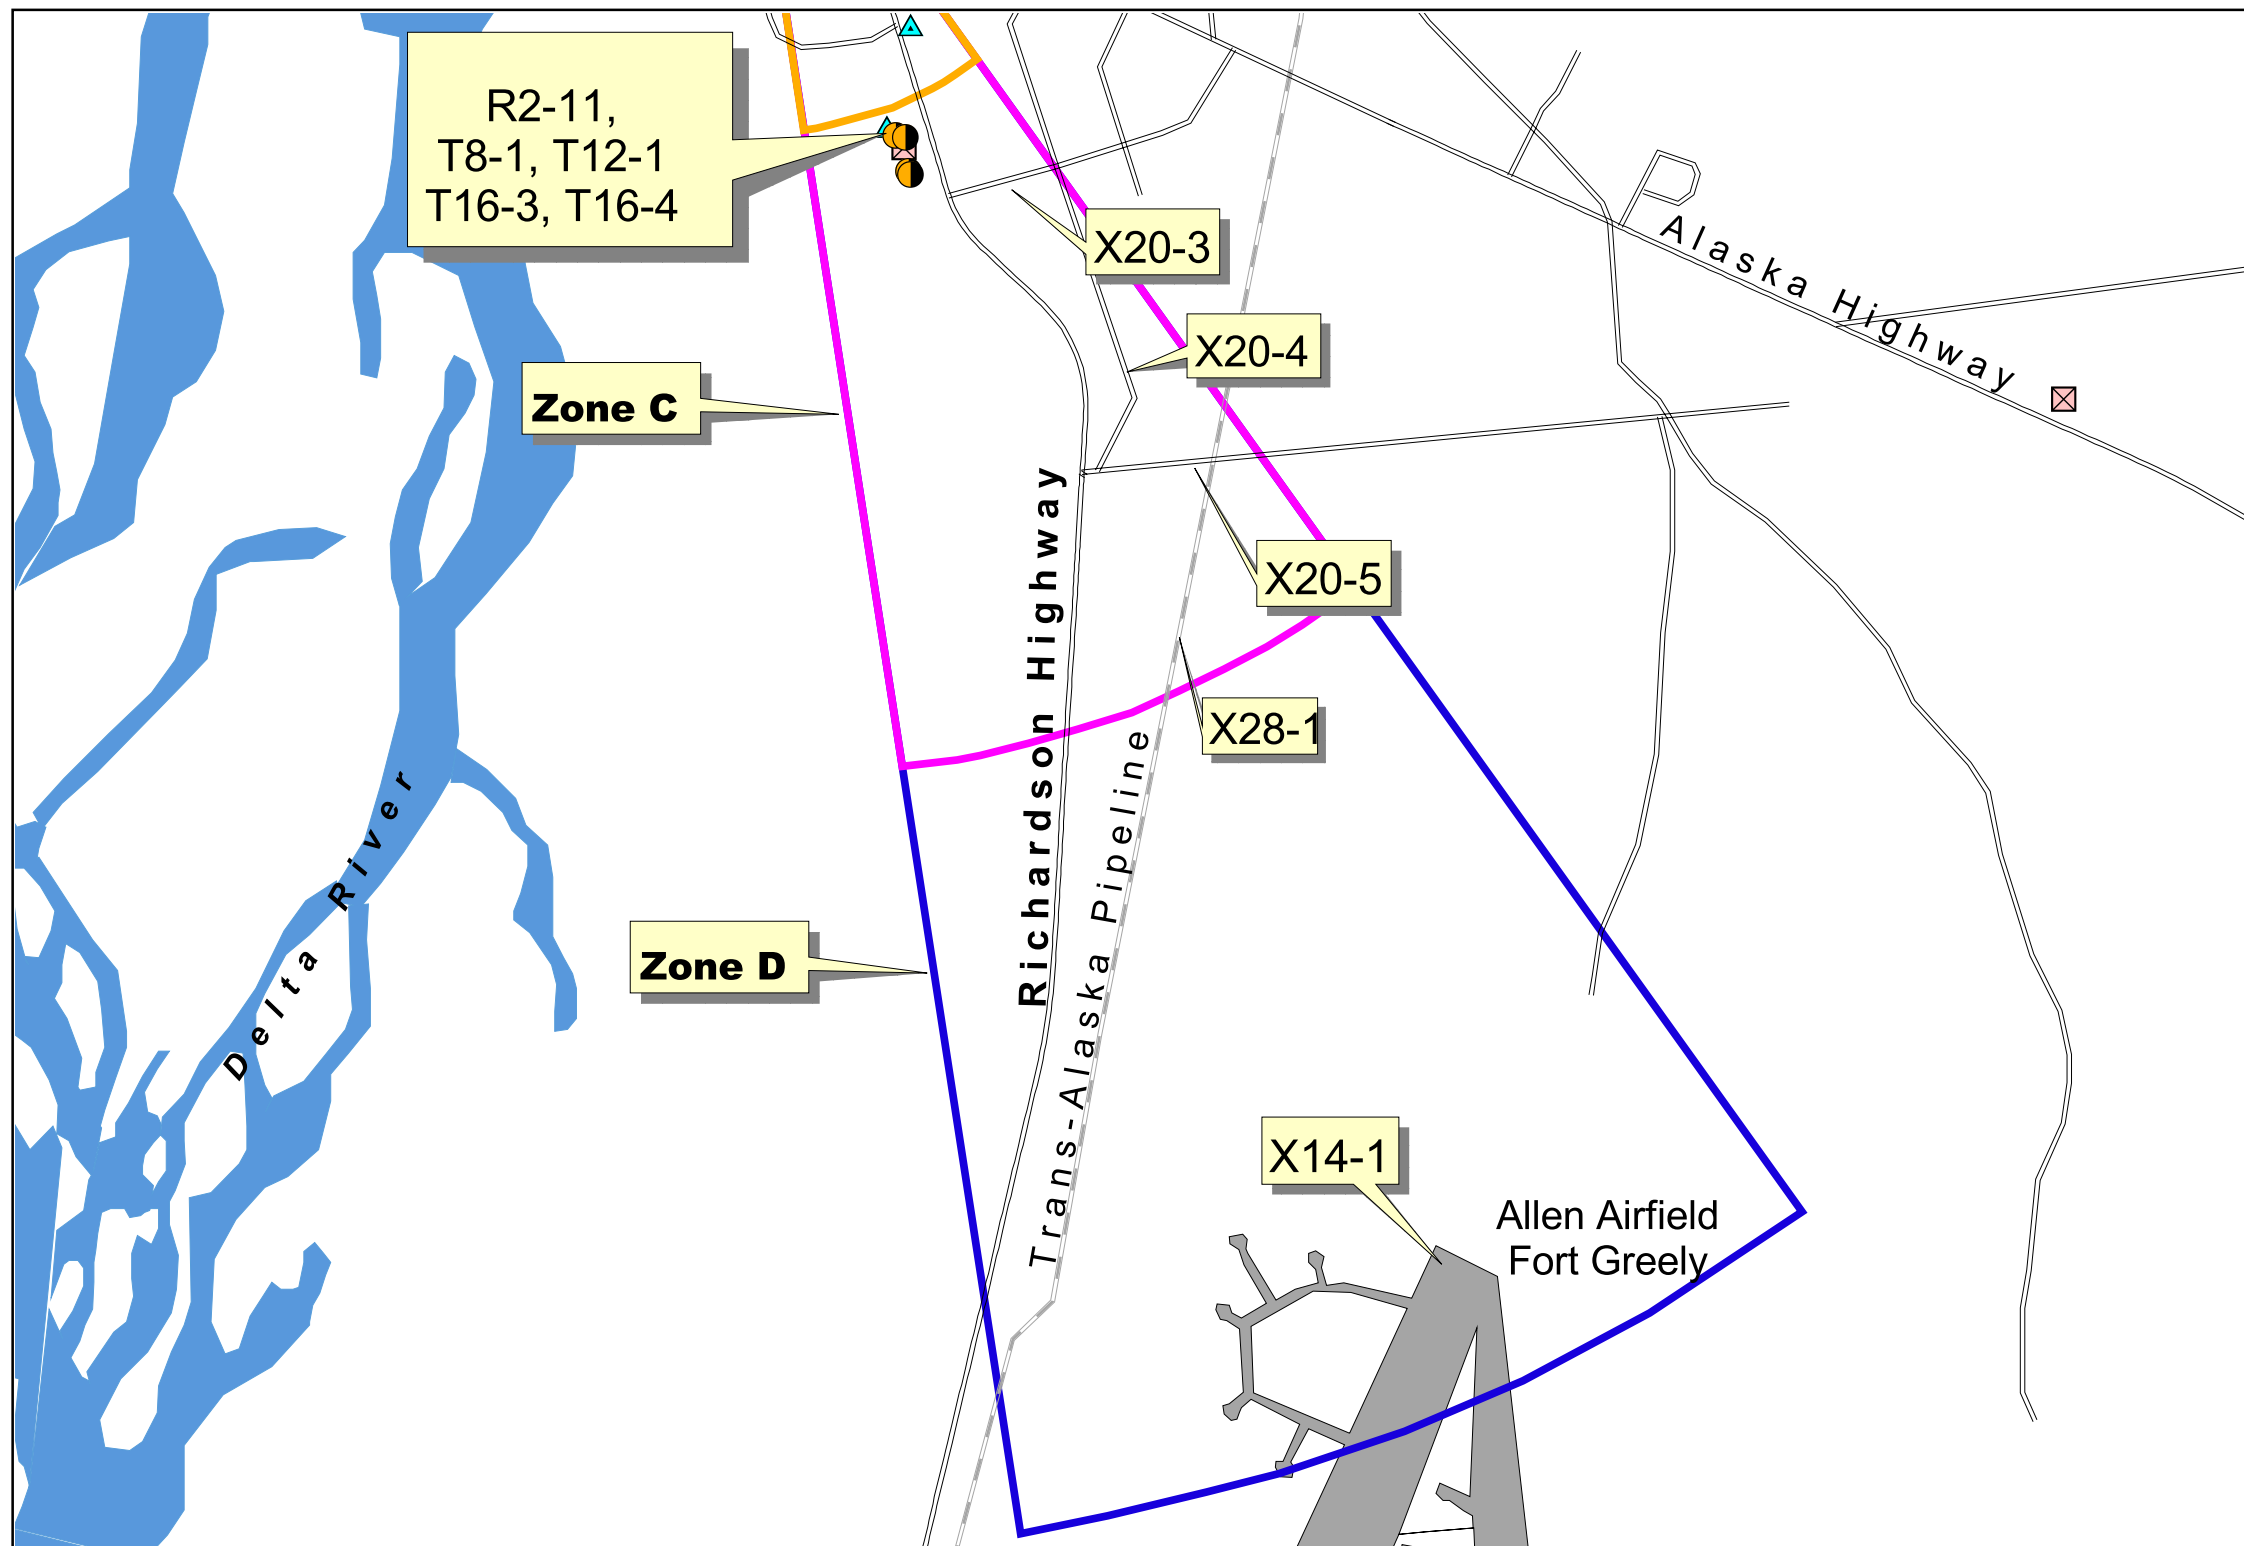 R2-11,
T8-1, T12-1
T16-3, T16-4
X20-3
Alaska Highway
X20-4
Zone C
X20-5
Richardson Highway
X28-1
Trans-Alaska Pipeline
Delta River
Zone D
X14-1
Allen Airfield
Fort Greely